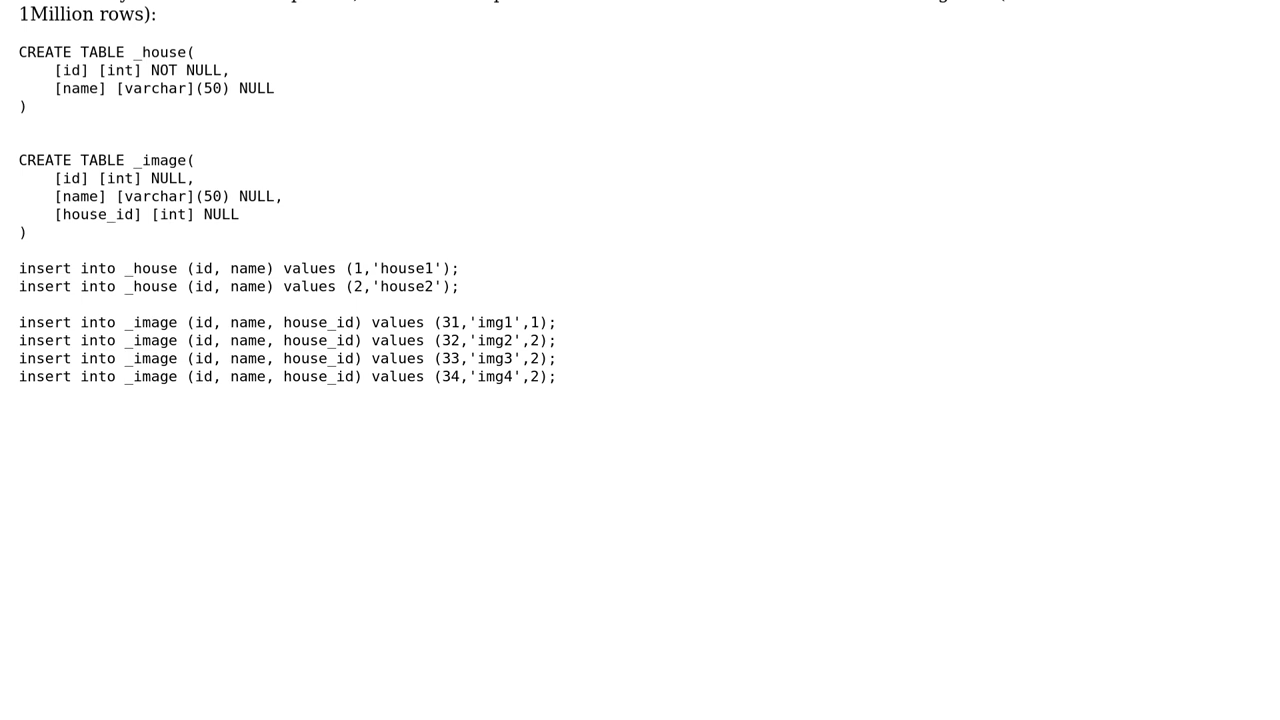 1Million rows):
CREATE TABLE _house(
    [id] [int] NOT NULL,
    [name] [varchar](50) NULL
)
CREATE TABLE _image(
    [id] [int] NULL,
    [name] [varchar](50) NULL,
    [house_id] [int] NULL
)
insert into _house (id, name) values (1,'house1');
insert into _house (id, name) values (2,'house2');
insert into _image (id, name, house_id) values (31,'img1',1);
insert into _image (id, name, house_id) values (32,'img2',2);
insert into _image (id, name, house_id) values (33,'img3',2);
insert into _image (id, name, house_id) values (34,'img4',2);